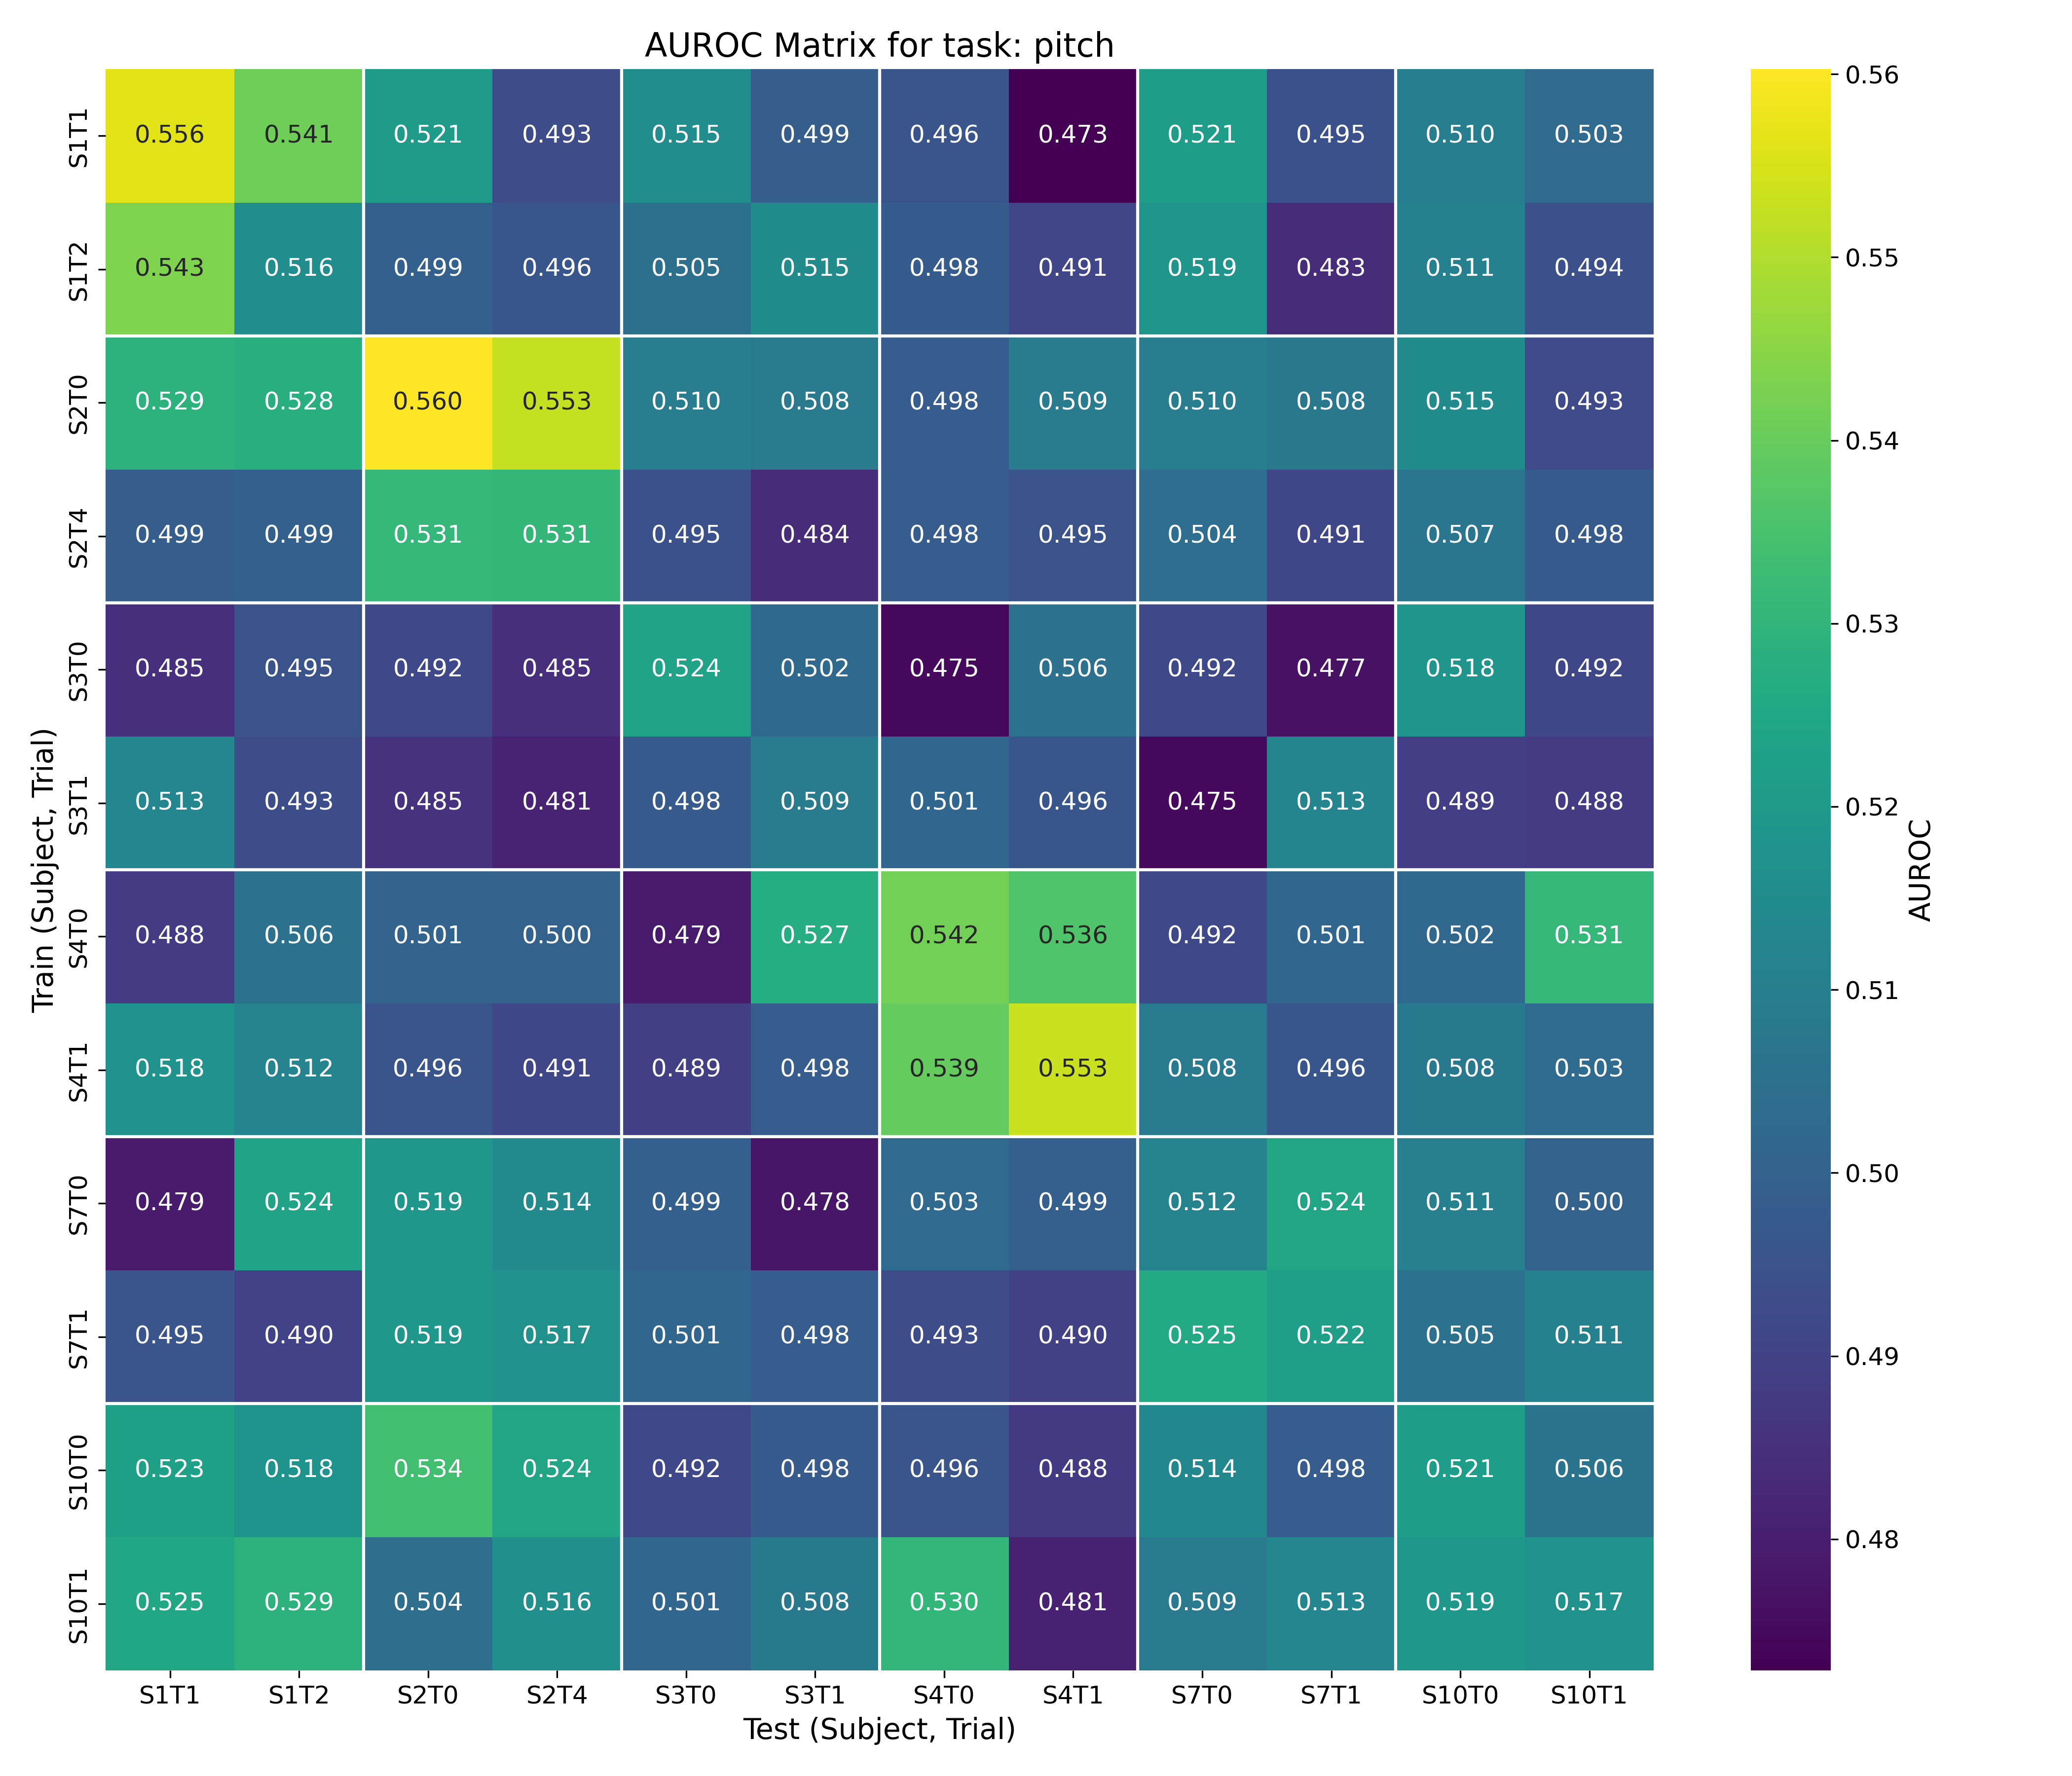 AUROC Matrix for task: pitch
S1T1 0.556 0.541 0.521 0.493 0.515 0.499 0.496 0.473 0.521 0.495 0.510 0.503
S1T2 0.543 0.516 0.499 0.496 0.505 0.515 0.498 0.491 0.519 0.483 0.511 0.494
S2T0 0.529 0.528 0.560 0.553 0.510 0.508 0.498 0.509 0.510 0.508 0.515 0.493
S2T4 0.499 0.499 0.531 0.531 0.495 0.484 0.498 0.495 0.504 0.491 0.507 0.498
S3T0 0.485 0.495 0.492 0.485 0.524 0.502 0.475 0.506 0.492 0.477 0.518 0.492
S3T1 0.513 0.493 0.485 0.481 0.498 0.509 0.501 0.496 0.475 0.513 0.489 0.488
S4T0 0.488 0.506 0.501 0.500 0.479 0.527 0.542 0.536 0.492 0.501 0.502 0.531
S4T1 0.518 0.512 0.496 0.491 0.489 0.498 0.539 0.553 0.508 0.496 0.508 0.503
S7T0 0.479 0.524 0.519 0.514 0.499 0.478 0.503 0.499 0.512 0.524 0.511 0.500
S7T1 0.495 0.490 0.519 0.517 0.501 0.498 0.493 0.490 0.525 0.522 0.505 0.511
S10T0 0.523 0.518 0.534 0.524 0.492 0.498 0.496 0.488 0.514 0.498 0.521 0.506
S10T1 0.525 0.529 0.504 0.516 0.501 0.508 0.530 0.481 0.509 0.513 0.519 0.517
S1T1 S1T2 S2T0 S2T4 S3T0 S3T1 S4T0 S4T1 S7T0 S7T1 S10T0 S10T1
Test (Subject, Trial)
Train (Subject, Trial)
0.56
0.55
0.54
0.53
0.52
0.51
0.50
0.49
0.48
AUROC